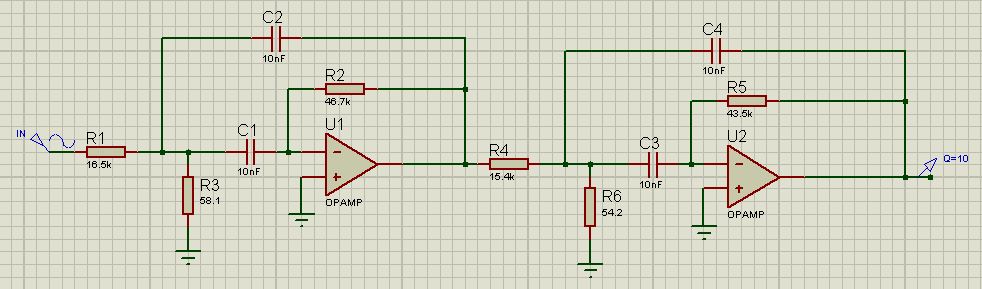 C2
10nF
R2
46.7k
U1
IN
R1
16.5k
C1
10nF
R3
58.1
OPAMP
C4
10nF
R5
43.5k
U2
R4
15.4k
C3
10nF
R6
54.2
OPAMP
Q=10